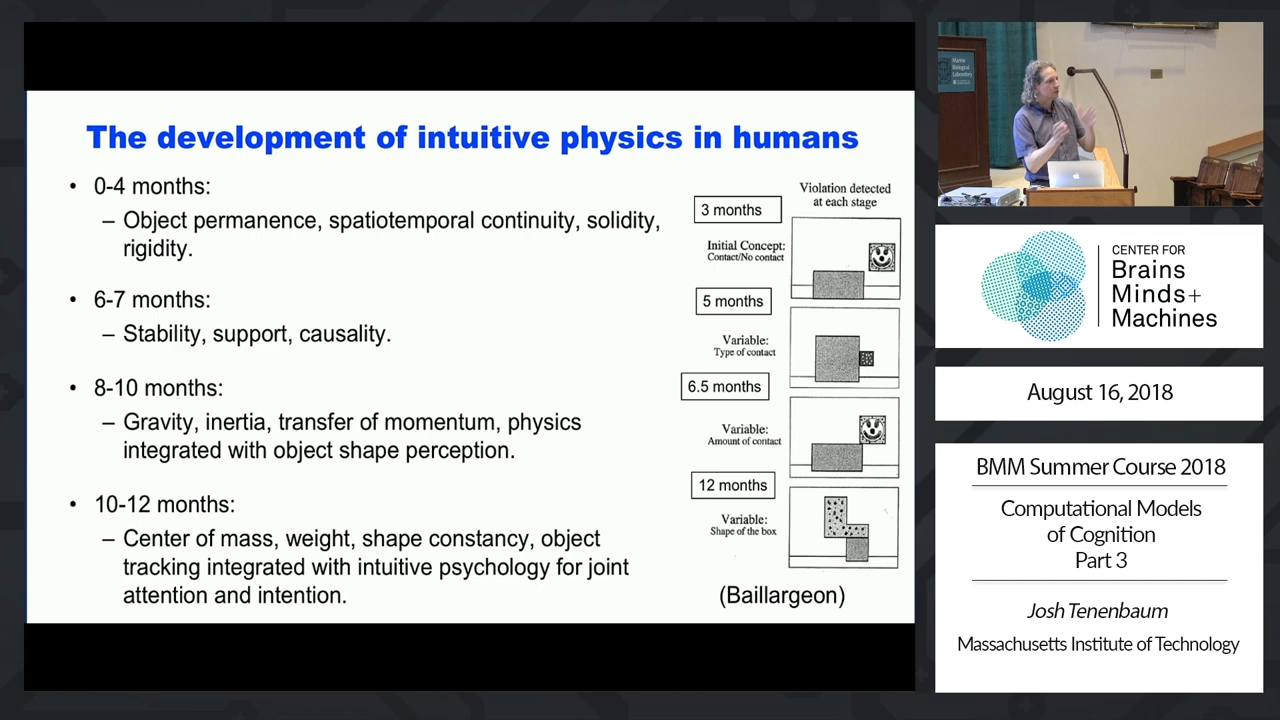 The development of intuitive physics in humans
• 0-4 months:
– Object permanence, spatiotemporal continuity, solidity,
rigidity.
• 6-7 months:
– Stability, support, causality.
• 8-10 months:
– Gravity, inertia, transfer of momentum, physics
integrated with object shape perception.
• 10-12 months:
– Center of mass, weight, shape constancy, object
tracking integrated with intuitive psychology for joint
attention and intention.
Violation detected
at each stage
3 months
Initial Concept:
Contact/No contact
5 months
Variable:
Type of contact
6.5 months
Variable:
Amount of contact
12 months
Variable:
Shape of the box
(Baillargeon)
Marine
Biological
Laboratory
CENTER FOR
Brains
Minds+
Machines
August 16, 2018
BMM Summer Course 2018
Computational Models
of Cognition
Part 3
Josh Tenenbaum
Massachusetts Institute of Technology